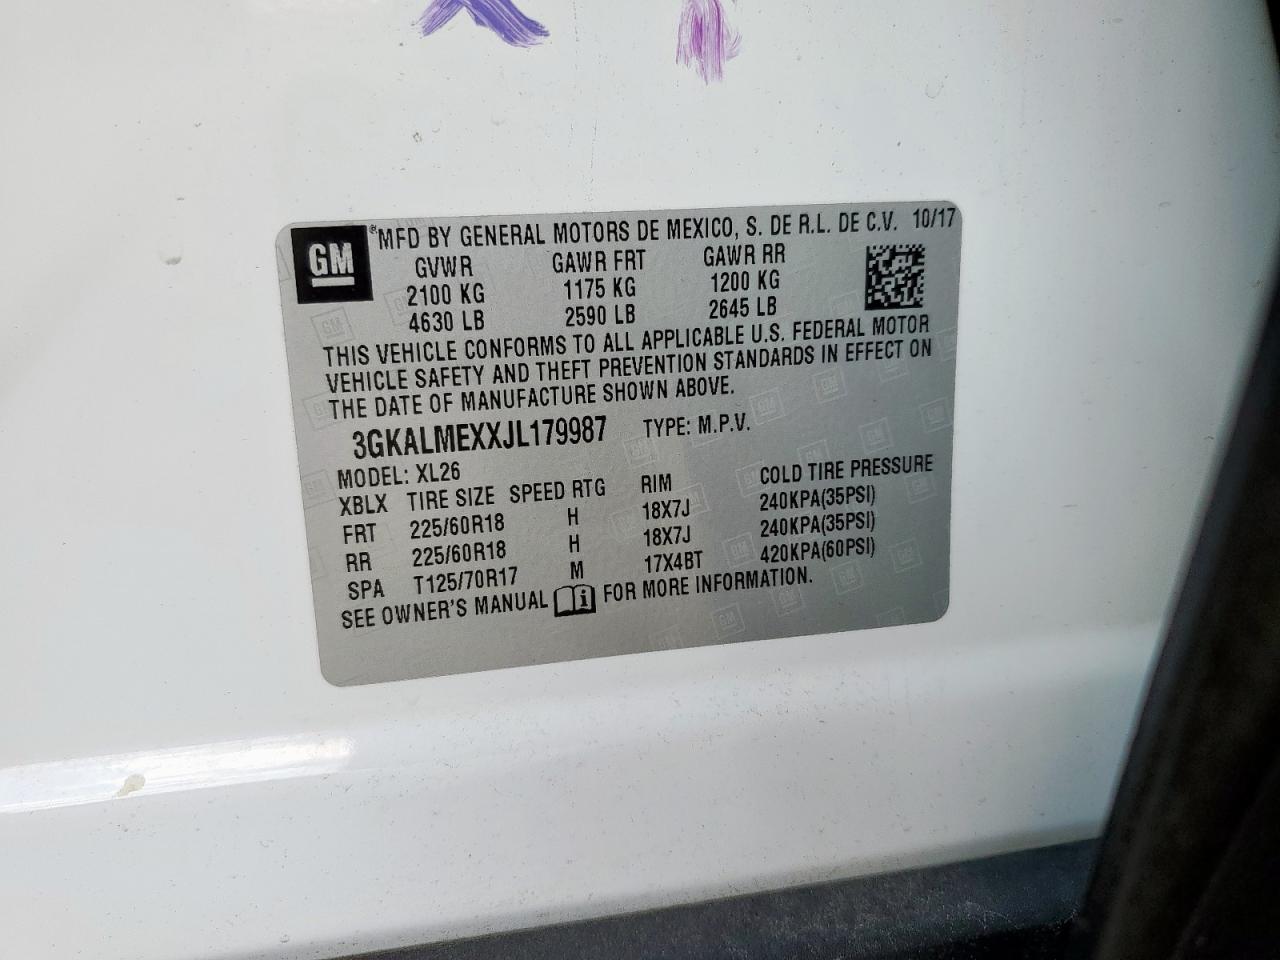 GM
®MFD BY GENERAL MOTORS DE MEXICO, S. DE R.L. DE C.V. 10/17
GVWR GAWR FRT GAWR RR
2100 KG 1175 KG 1200 KG
4630 LB 2590 LB 2645 LB
THIS VEHICLE CONFORMS TO ALL APPLICABLE U.S. FEDERAL MOTOR
VEHICLE SAFETY AND THEFT PREVENTION STANDARDS IN EFFECT ON
THE DATE OF MANUFACTURE SHOWN ABOVE.
3GKALMEXXJL179987 TYPE: M.P.V.
MODEL: XL26
XBLX TIRE SIZE SPEED RTG RIM COLD TIRE PRESSURE
FRT 225/60R18 H 18X7J 240KPA(35PSI)
RR 225/60R18 H 18X7J 240KPA(35PSI)
SPA T125/70R17 M 17X4BT 420KPA(60PSI)
SEE OWNER'S MANUAL i FOR MORE INFORMATION.